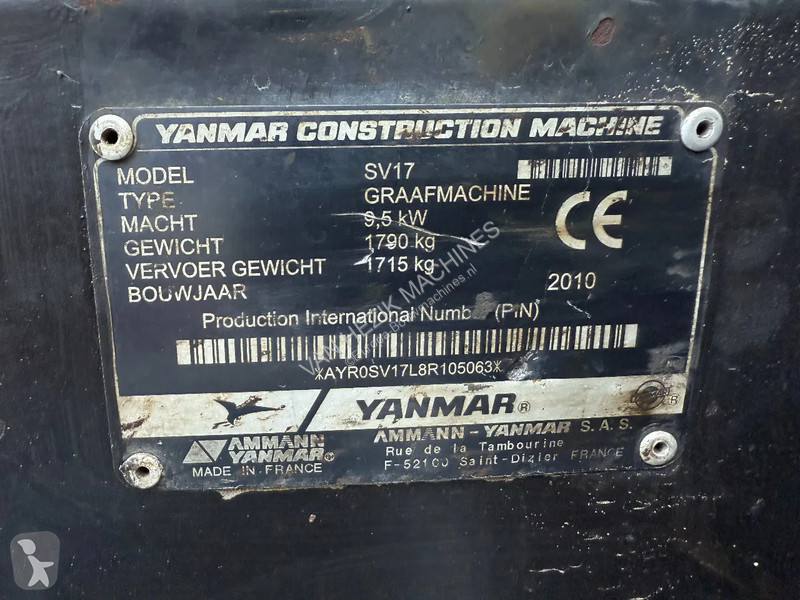 YANMAR CONSTRUCTION MACHINE
MODEL SV17
TYPE GRAAFMACHINE
MACHT 9,5 kW
GEWICHT 1790 kg
VERVOER GEWICHT 1715 kg
BOUWJAAR 2010
CE
Production International Numb (PIN)
*AYR0SV17L8R105063*
YANMAR®
AMMANN
YANMAR®
MADE IN FRANCE
AMMANN - YANMAR S.A.S.
Rue de la Tambourine
F-52100 Saint-Dizier FRANCE